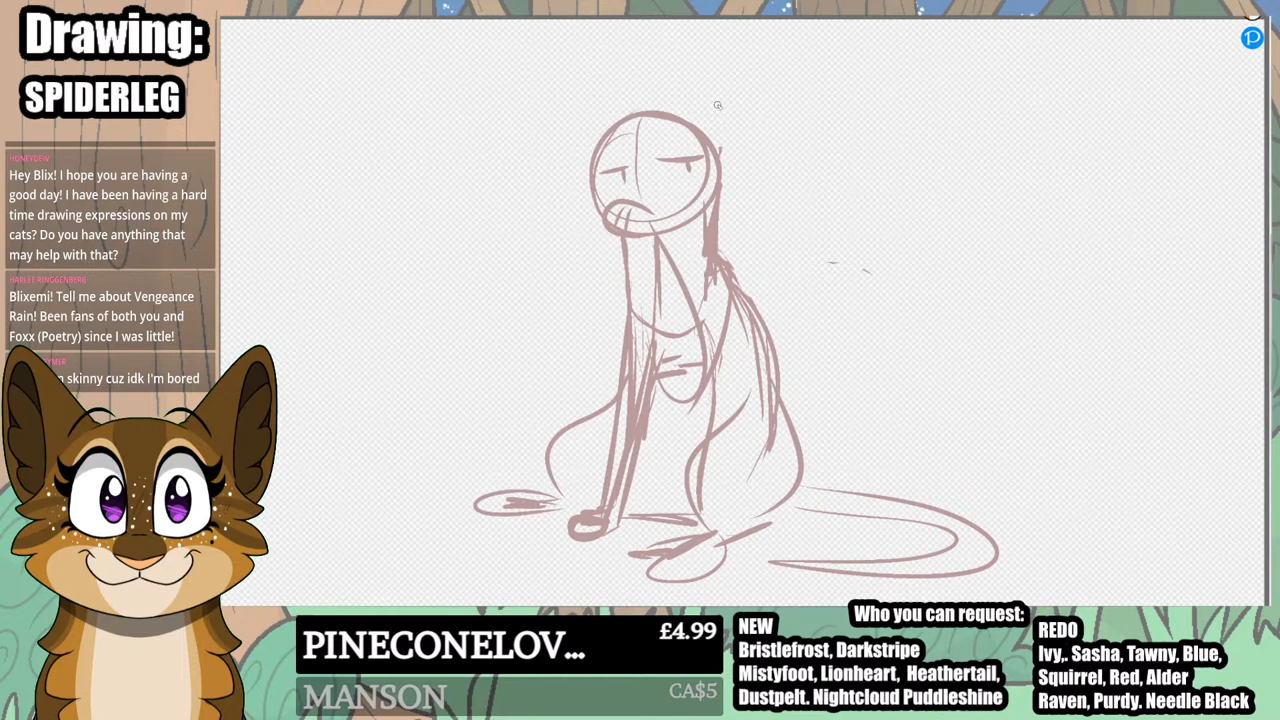 Drawing:
SPIDERLEG
HONEYDEW
Hey Blix! I hope you are having a
good day! I have been having a hard
time drawing expressions on my
cats? Do you have anything that
may help with that?
HARLEE RINGGENBERG
Blixemi! Tell me about Vengeance
Rain! Been fans of both you and
Foxx (Poetry) since I was little!
skinny cuz idk I'm bored
PINECONELOV...
£4.99
MANSON
CA$5
Who you can request:
NEW
Bristlefrost, Darkstripe
Mistyfoot, Lionheart, Heathertail,
Dustpelt. Nightcloud Puddleshine
REDO
Ivy,. Sasha, Tawny, Blue,
Squirrel, Red, Alder
Raven, Purdy. Needle Black